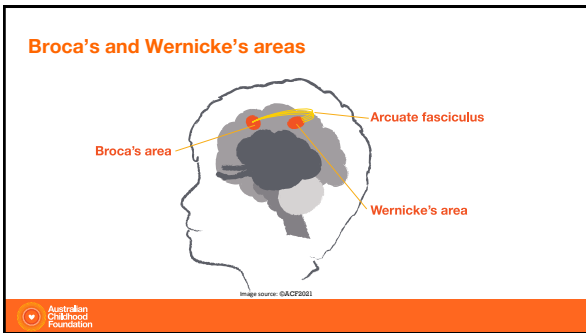 Broca's and Wernicke's areas
Arcuate fasciculus
Broca's area
Wernicke's area
Image source: ©ACF2021
Australian
Childhood
Foundation